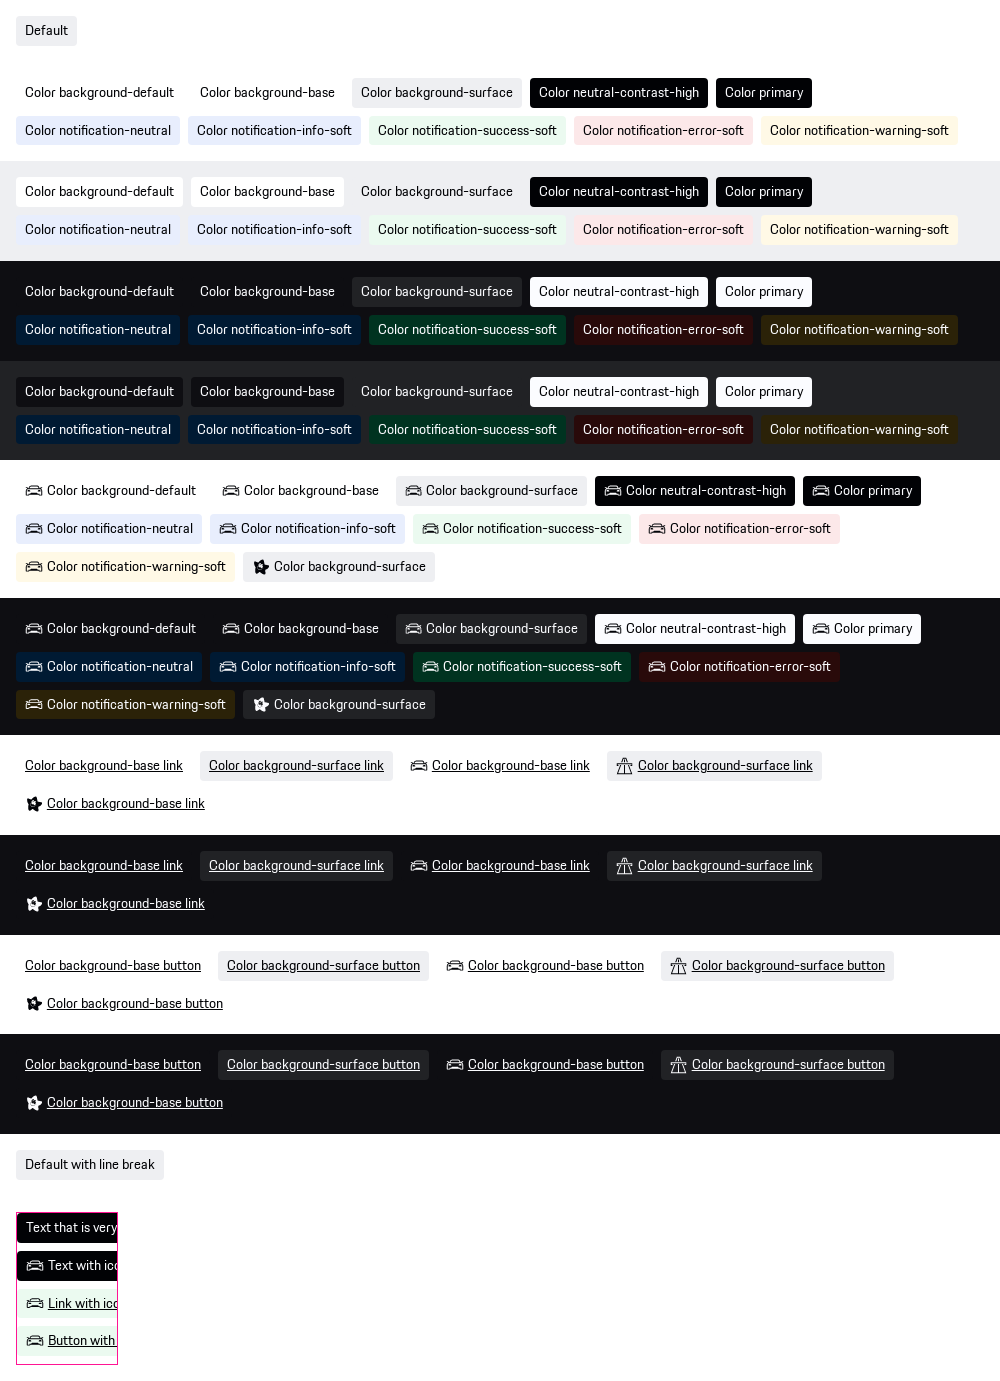 Default
Color background-default Color background-base Color background-surface Color neutral-contrast-high Color primary
Color notification-neutral Color notification-info-soft Color notification-success-soft Color notification-error-soft Color notification-warning-soft
Color background-default Color background-base Color background-surface Color neutral-contrast-high Color primary
Color notification-neutral Color notification-info-soft Color notification-success-soft Color notification-error-soft Color notification-warning-soft
Color background-default Color background-base Color background-surface Color neutral-contrast-high Color primary
Color notification-neutral Color notification-info-soft Color notification-success-soft Color notification-error-soft Color notification-warning-soft
Color background-default Color background-base Color background-surface Color neutral-contrast-high Color primary
Color notification-neutral Color notification-info-soft Color notification-success-soft Color notification-error-soft Color notification-warning-soft
Color background-default Color background-base Color background-surface Color neutral-contrast-high Color primary
Color notification-neutral Color notification-info-soft Color notification-success-soft Color notification-error-soft
Color notification-warning-soft Color background-surface
Color background-default Color background-base Color background-surface Color neutral-contrast-high Color primary
Color notification-neutral Color notification-info-soft Color notification-success-soft Color notification-error-soft
Color notification-warning-soft Color background-surface
Color background-base link Color background-surface link Color background-base link Color background-surface link
Color background-base link
Color background-base link Color background-surface link Color background-base link Color background-surface link
Color background-base link
Color background-base button Color background-surface button Color background-base button Color background-surface button
Color background-base button
Color background-base button Color background-surface button Color background-base button Color background-surface button
Color background-base button
Default with line break
Text that is very
Text with ico
Link with ico
Button with